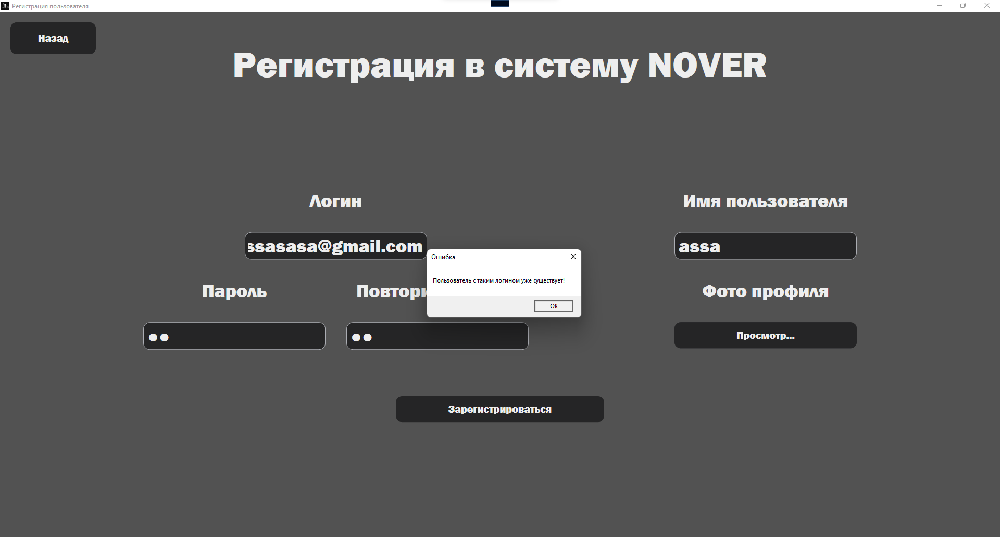 Регистрация пользователя
Назад
Регистрация в систему NOVER
Логин
Имя пользователя
ssasasa@gmail.com
assa
Ошибка
Пользователь с таким логином уже существует!
OK
Пароль
Повтори
Фото профиля
Просмотр...
Зарегистрироваться